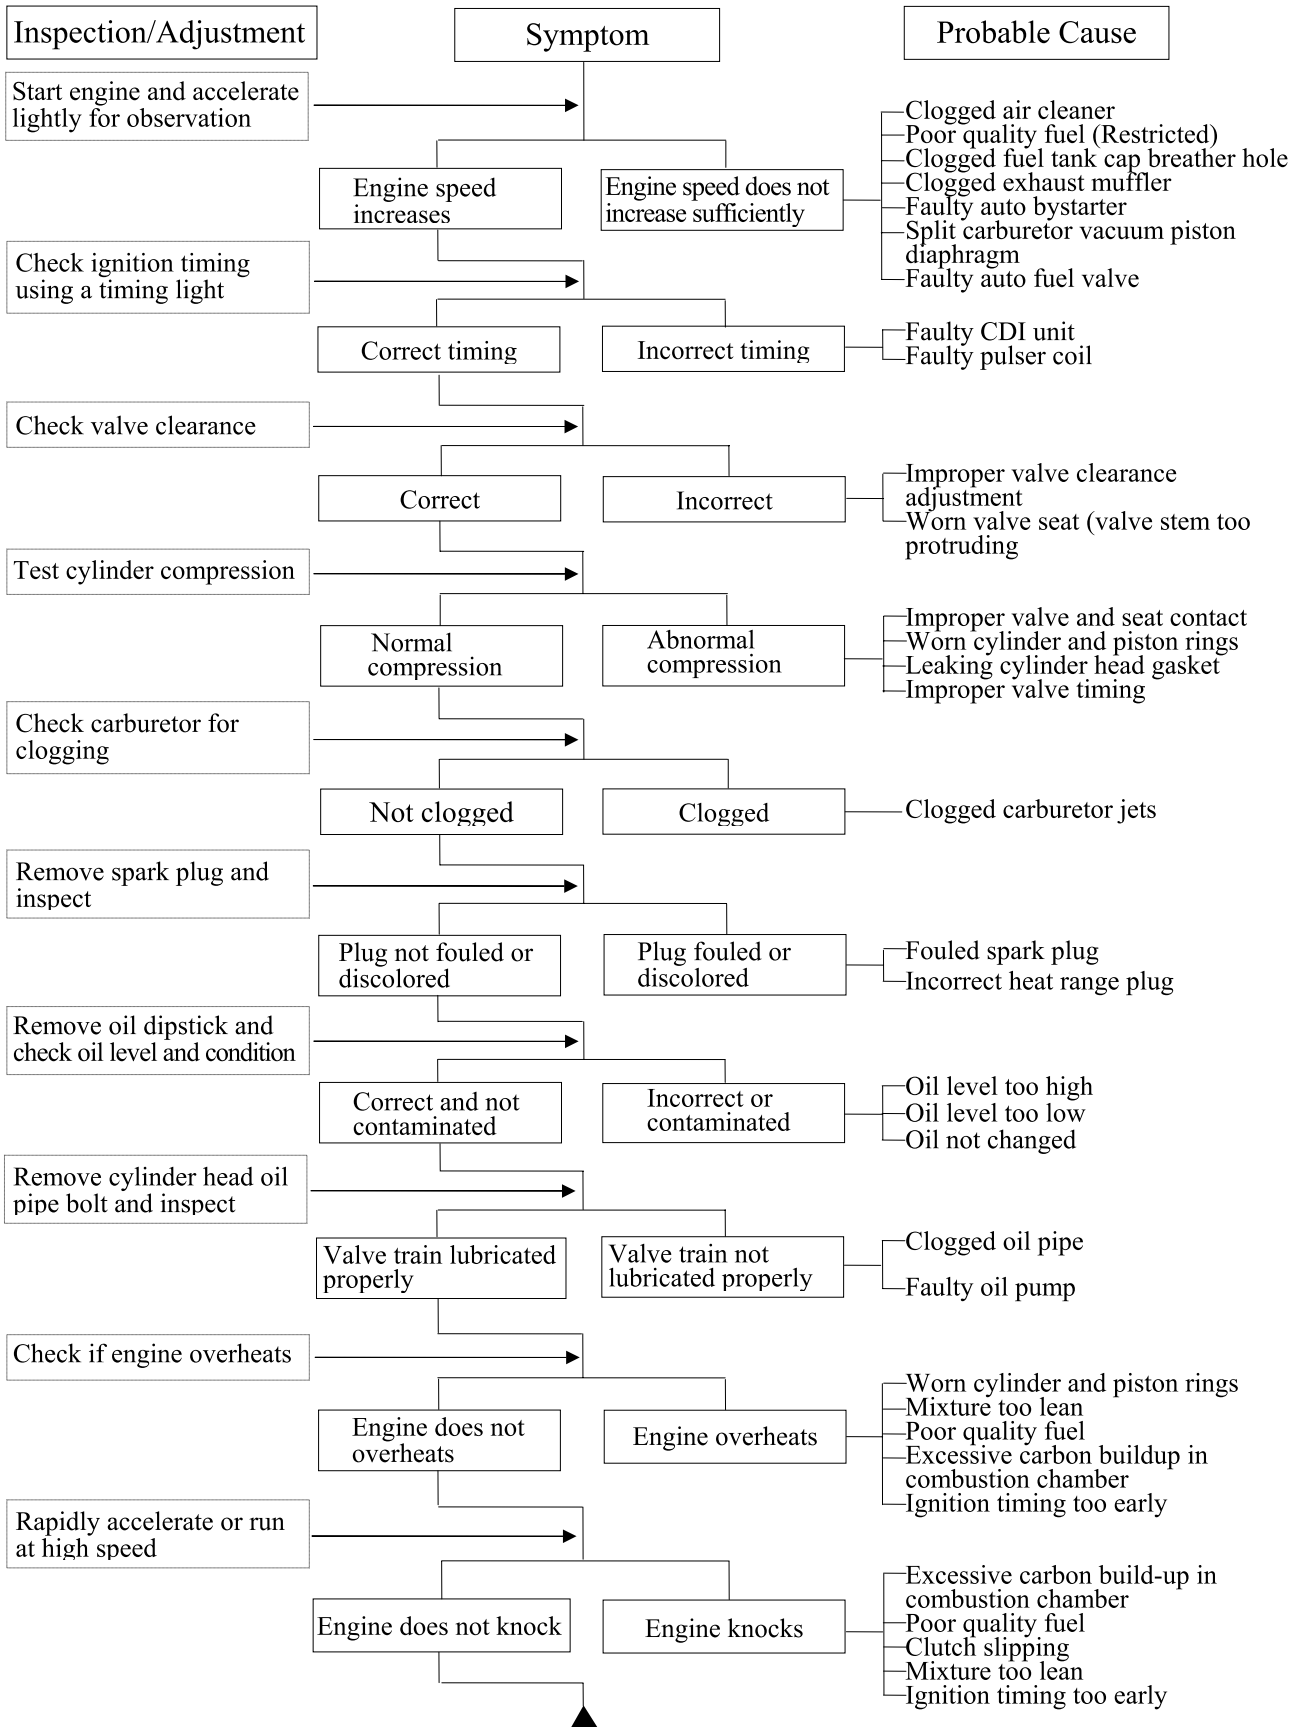 Inspection/Adjustment
Symptom
Probable Cause
Start engine and accelerate
lightly for observation
Engine speed
increases
Engine speed does not
increase sufficiently
Clogged air cleaner
Poor quality fuel (Restricted)
Clogged fuel tank cap breather hole
Clogged exhaust muffler
Faulty auto bystarter
Split carburetor vacuum piston
diaphragm
Faulty auto fuel valve
Check ignition timing
using a timing light
Correct timing
Incorrect timing
Faulty CDI unit
Faulty pulser coil
Check valve clearance
Correct
Incorrect
Improper valve clearance
adjustment
Worn valve seat (valve stem too
protruding
Test cylinder compression
Normal
compression
Abnormal
compression
Improper valve and seat contact
Worn cylinder and piston rings
Leaking cylinder head gasket
Improper valve timing
Check carburetor for
clogging
Not clogged
Clogged
Clogged carburetor jets
Remove spark plug and
inspect
Plug not fouled or
discolored
Plug fouled or
discolored
Fouled spark plug
Incorrect heat range plug
Remove oil dipstick and
check oil level and condition
Correct and not
contaminated
Incorrect or
contaminated
Oil level too high
Oil level too low
Oil not changed
Remove cylinder head oil
pipe bolt and inspect
Valve train lubricated
properly
Valve train not
lubricated properly
Clogged oil pipe
Faulty oil pump
Check if engine overheats
Engine does not
overheats
Engine overheats
Worn cylinder and piston rings
Mixture too lean
Poor quality fuel
Excessive carbon buildup in
combustion chamber
Ignition timing too early
Rapidly accelerate or run
at high speed
Engine does not knock
Engine knocks
Excessive carbon build-up in
combustion chamber
Poor quality fuel
Clutch slipping
Mixture too lean
Ignition timing too early